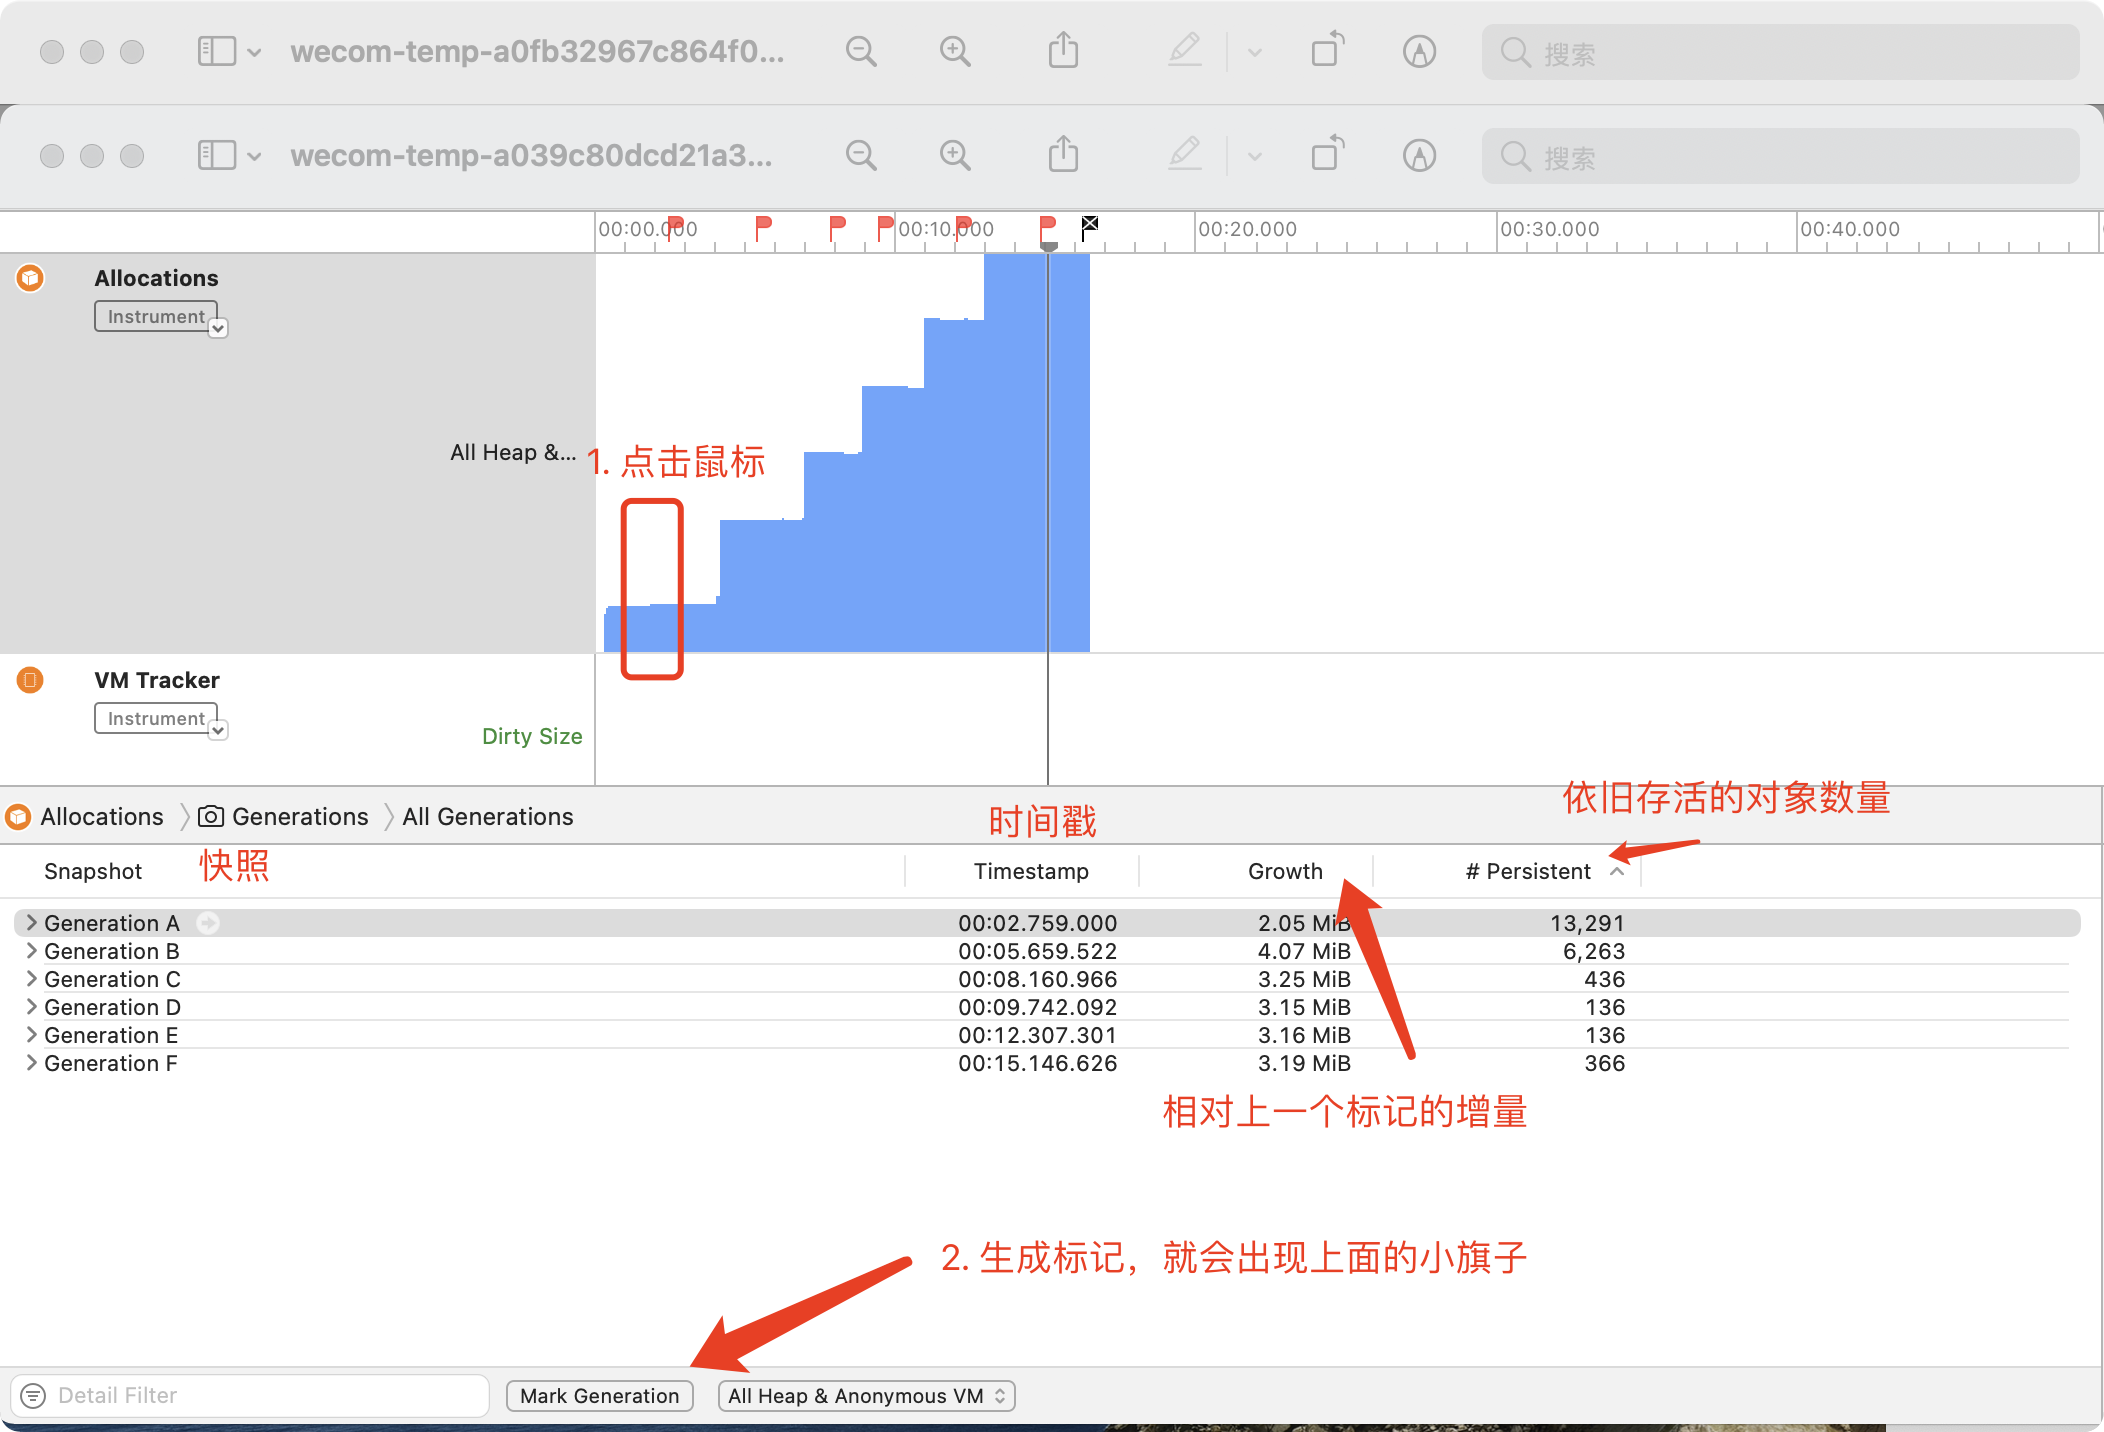 wecom-temp-a0fb32967c864f0...
搜索
wecom-temp-a039c80dcd21a3...
搜索
00:00.000
00:10.000
00:20.000
00:30.000
00:40.000
Allocations
Instrument
All Heap &...
1. 点击鼠标
VM Tracker
Instrument
Dirty Size
依旧存活的对象数量
Allocations
Generations
All Generations
时间戳
Snapshot
快照
Timestamp
Growth
# Persistent
Generation A 00:02.759.000 2.05 MiB 13,291
Generation B 00:05.659.522 4.07 MiB 6,263
Generation C 00:08.160.966 3.25 MiB 436
Generation D 00:09.742.092 3.15 MiB 136
Generation E 00:12.307.301 3.16 MiB 136
Generation F 00:15.146.626 3.19 MiB 366
相对上一个标记的增量
2. 生成标记，就会出现上面的小旗子
Detail Filter
Mark Generation
All Heap & Anonymous VM